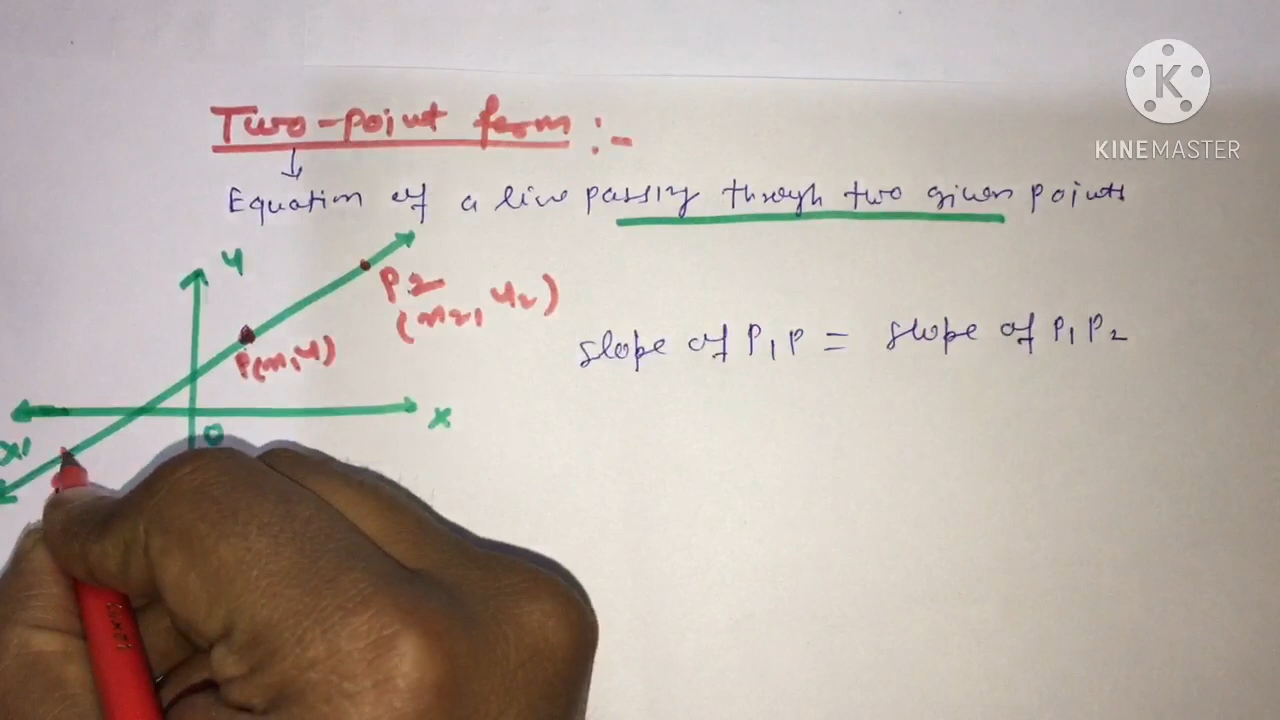 Two-point form :-
Equation of a line passing through two given points
y
P2
(x2, y2)
P(x,y)
slope of P1P = slope of P1P2
X
X'
O
KINEMASTER